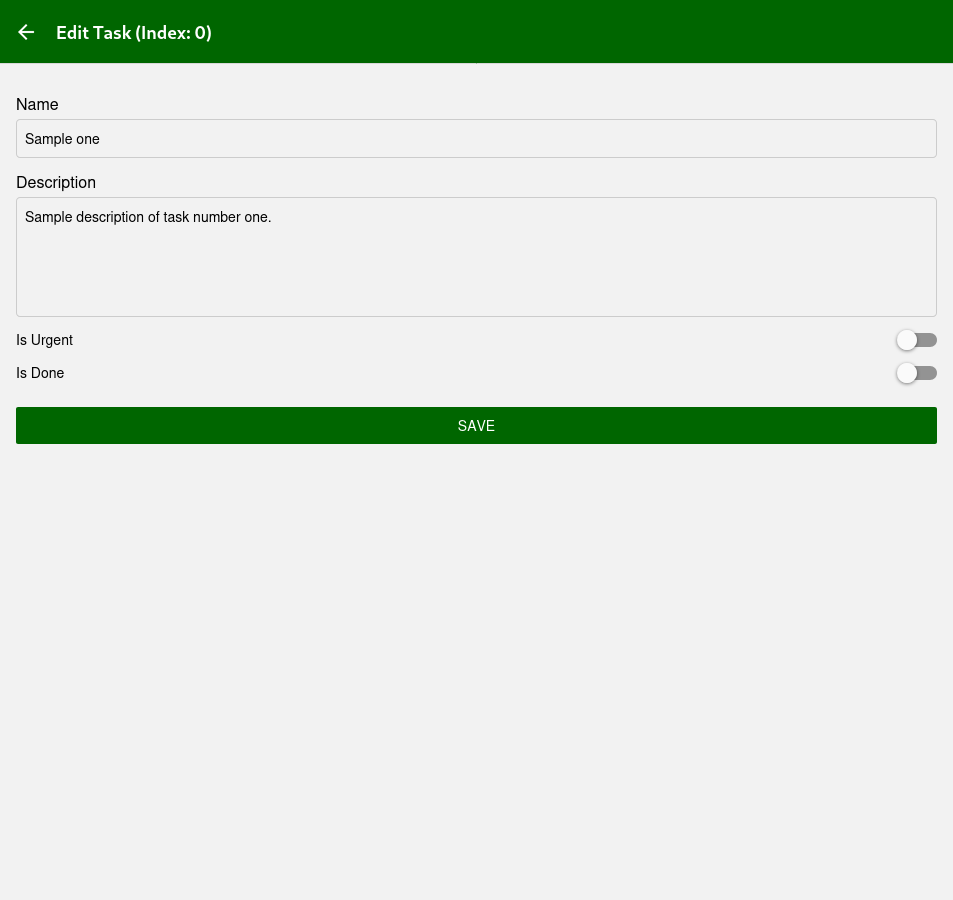 Edit Task (Index: 0)
Name
Sample one
Description
Sample description of task number one.
Is Urgent
Is Done
SAVE